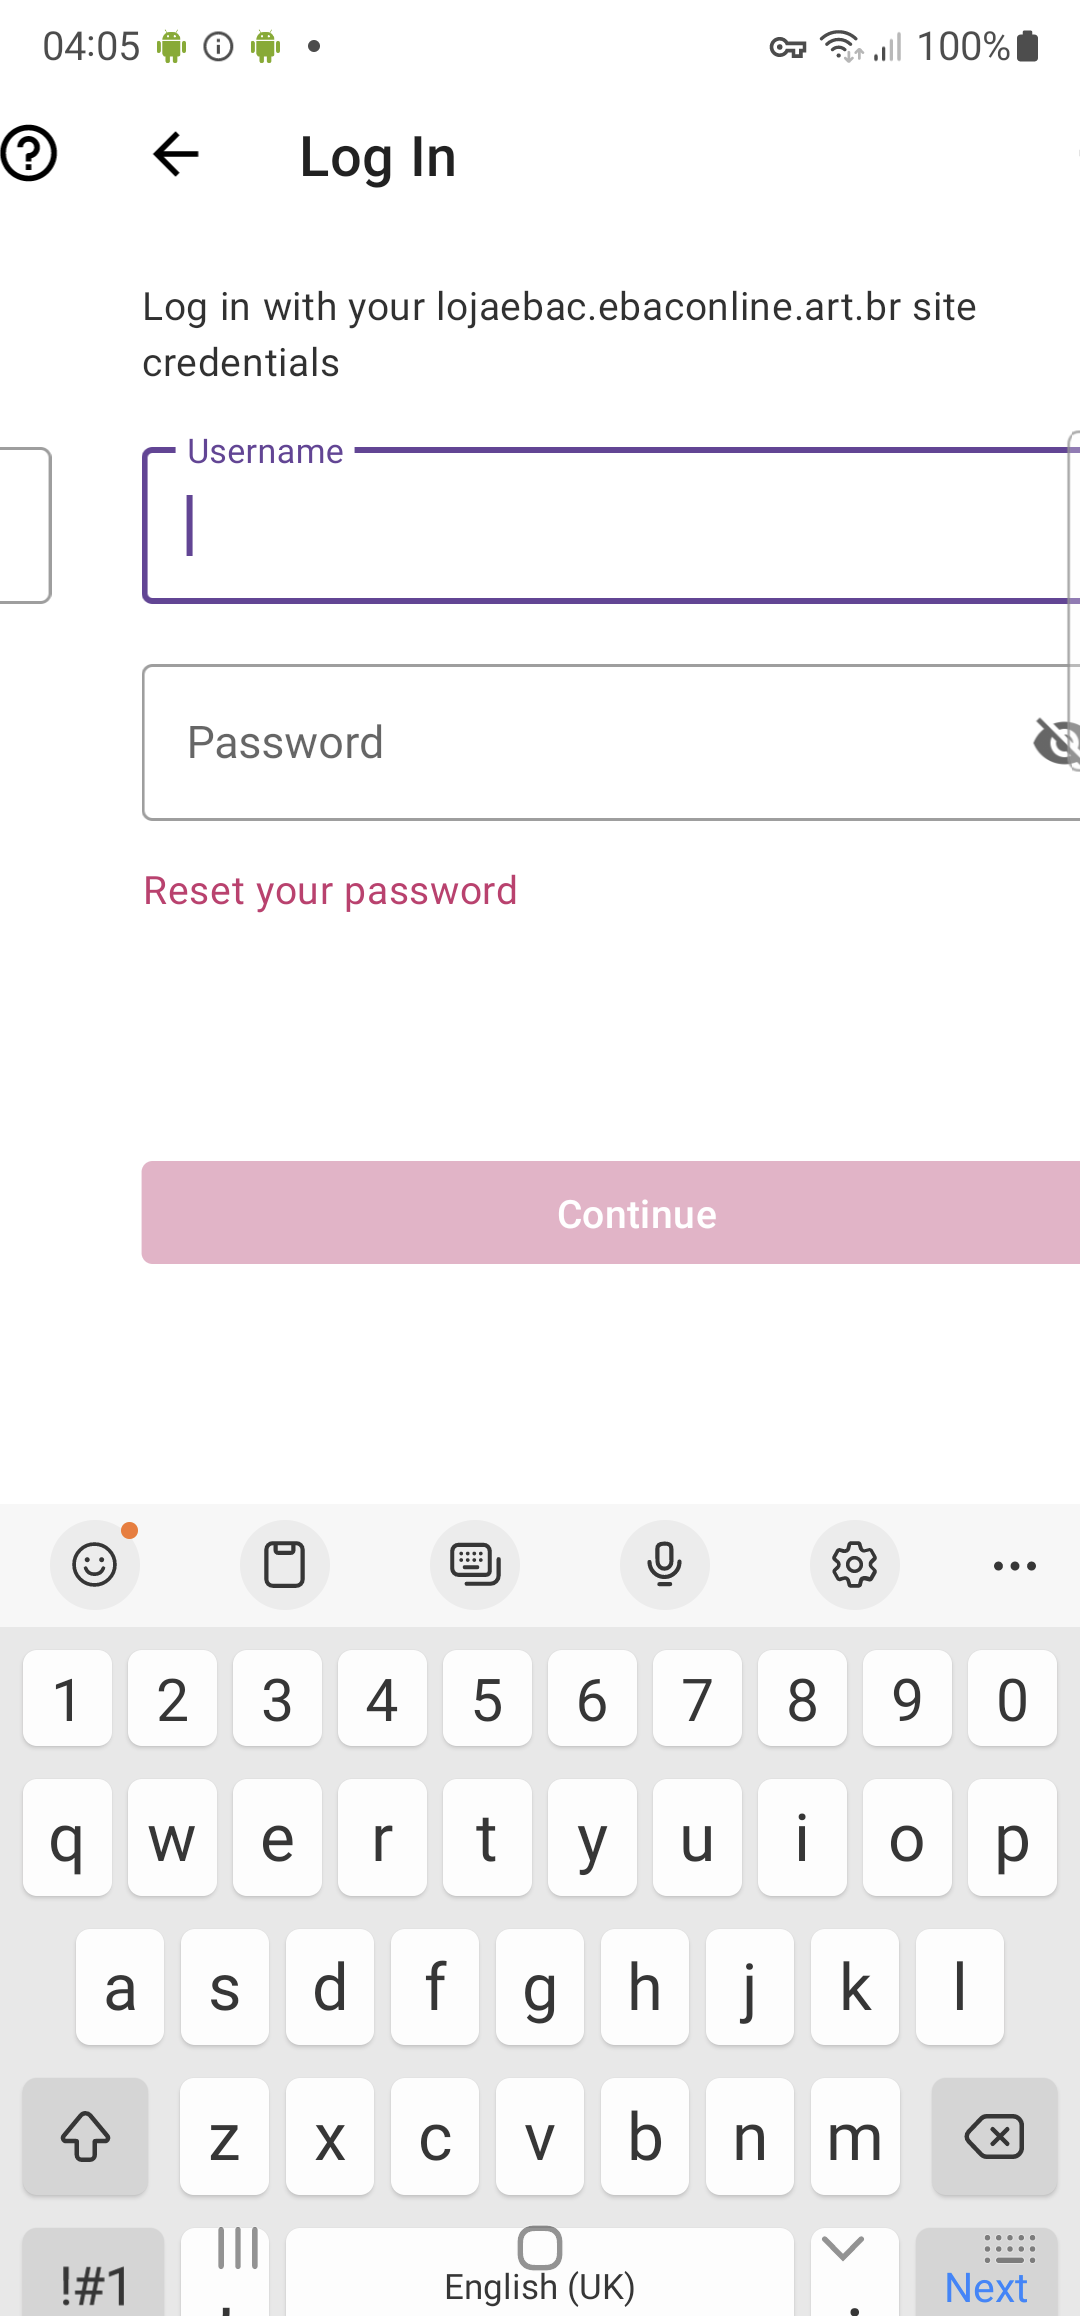 04:05 100%
Log In
Log in with your lojaebac.ebaconline.art.br site
credentials
Username
Password
Reset your password
Continue
1 2 3 4 5 6 7 8 9 0
q w e r t y u i o p
a s d f g h j k l
z x c v b n m
!#1 English (UK) Next